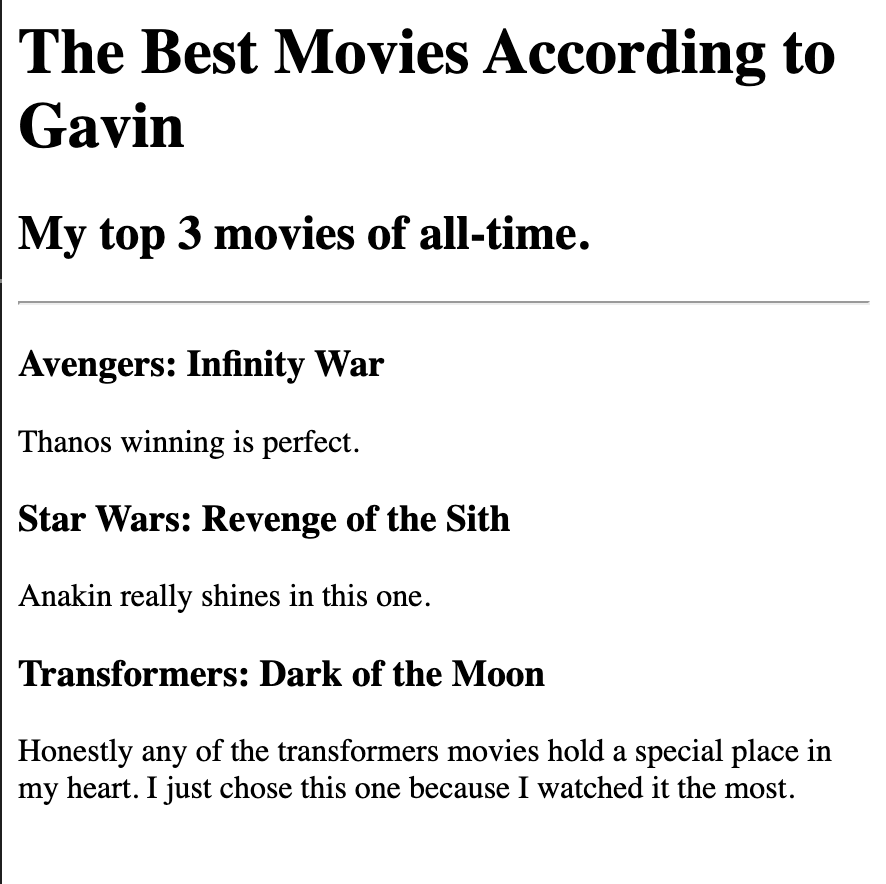 The Best Movies According to
Gavin
My top 3 movies of all-time.
Avengers: Infinity War
Thanos winning is perfect.
Star Wars: Revenge of the Sith
Anakin really shines in this one.
Transformers: Dark of the Moon
Honestly any of the transformers movies hold a special place in
my heart. I just chose this one because I watched it the most.